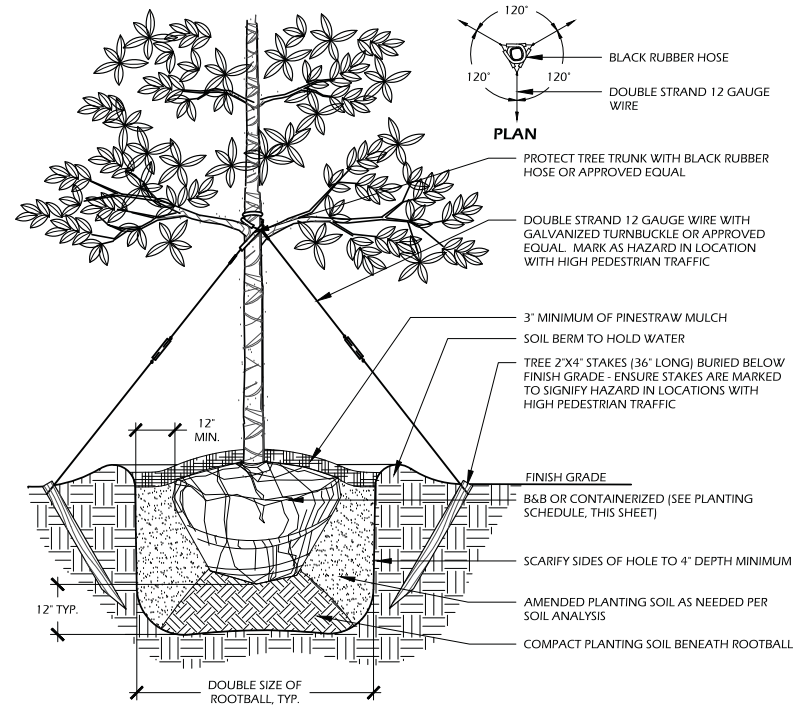 120°
120°
120°
BLACK RUBBER HOSE
DOUBLE STRAND 12 GAUGE
WIRE
PLAN
PROTECT TREE TRUNK WITH BLACK RUBBER
HOSE OR APPROVED EQUAL
DOUBLE STRAND 12 GAUGE WIRE WITH
GALVANIZED TURNBUCKLE OR APPROVED
EQUAL. MARK AS HAZARD IN LOCATION
WITH HIGH PEDESTRIAN TRAFFIC
3" MINIMUM OF PINESTRAW MULCH
SOIL BERM TO HOLD WATER
TREE 2"X4" STAKES (36" LONG) BURIED BELOW
FINISH GRADE - ENSURE STAKES ARE MARKED
TO SIGNIFY HAZARD IN LOCATIONS WITH
HIGH PEDESTRIAN TRAFFIC
12"
MIN.
FINISH GRADE
B&B OR CONTAINERIZED (SEE PLANTING
SCHEDULE, THIS SHEET)
SCARIFY SIDES OF HOLE TO 4" DEPTH MINIMUM
12" TYP.
AMENDED PLANTING SOIL AS NEEDED PER
SOIL ANALYSIS
COMPACT PLANTING SOIL BENEATH ROOTBALL
DOUBLE SIZE OF
ROOTBALL, TYP.